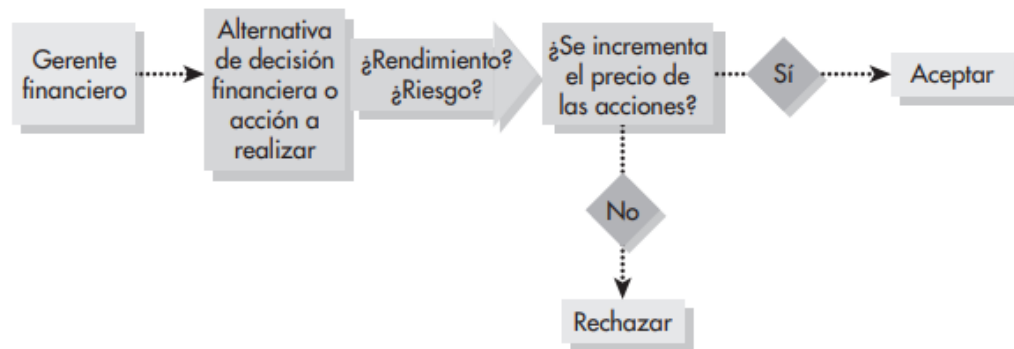 Gerente
financiero
Alternativa
de decisión
financiera o
acción a
realizar
¿Rendimiento?
¿Riesgo?
¿Se incrementa
el precio de
las acciones?
Sí
Aceptar
No
Rechazar